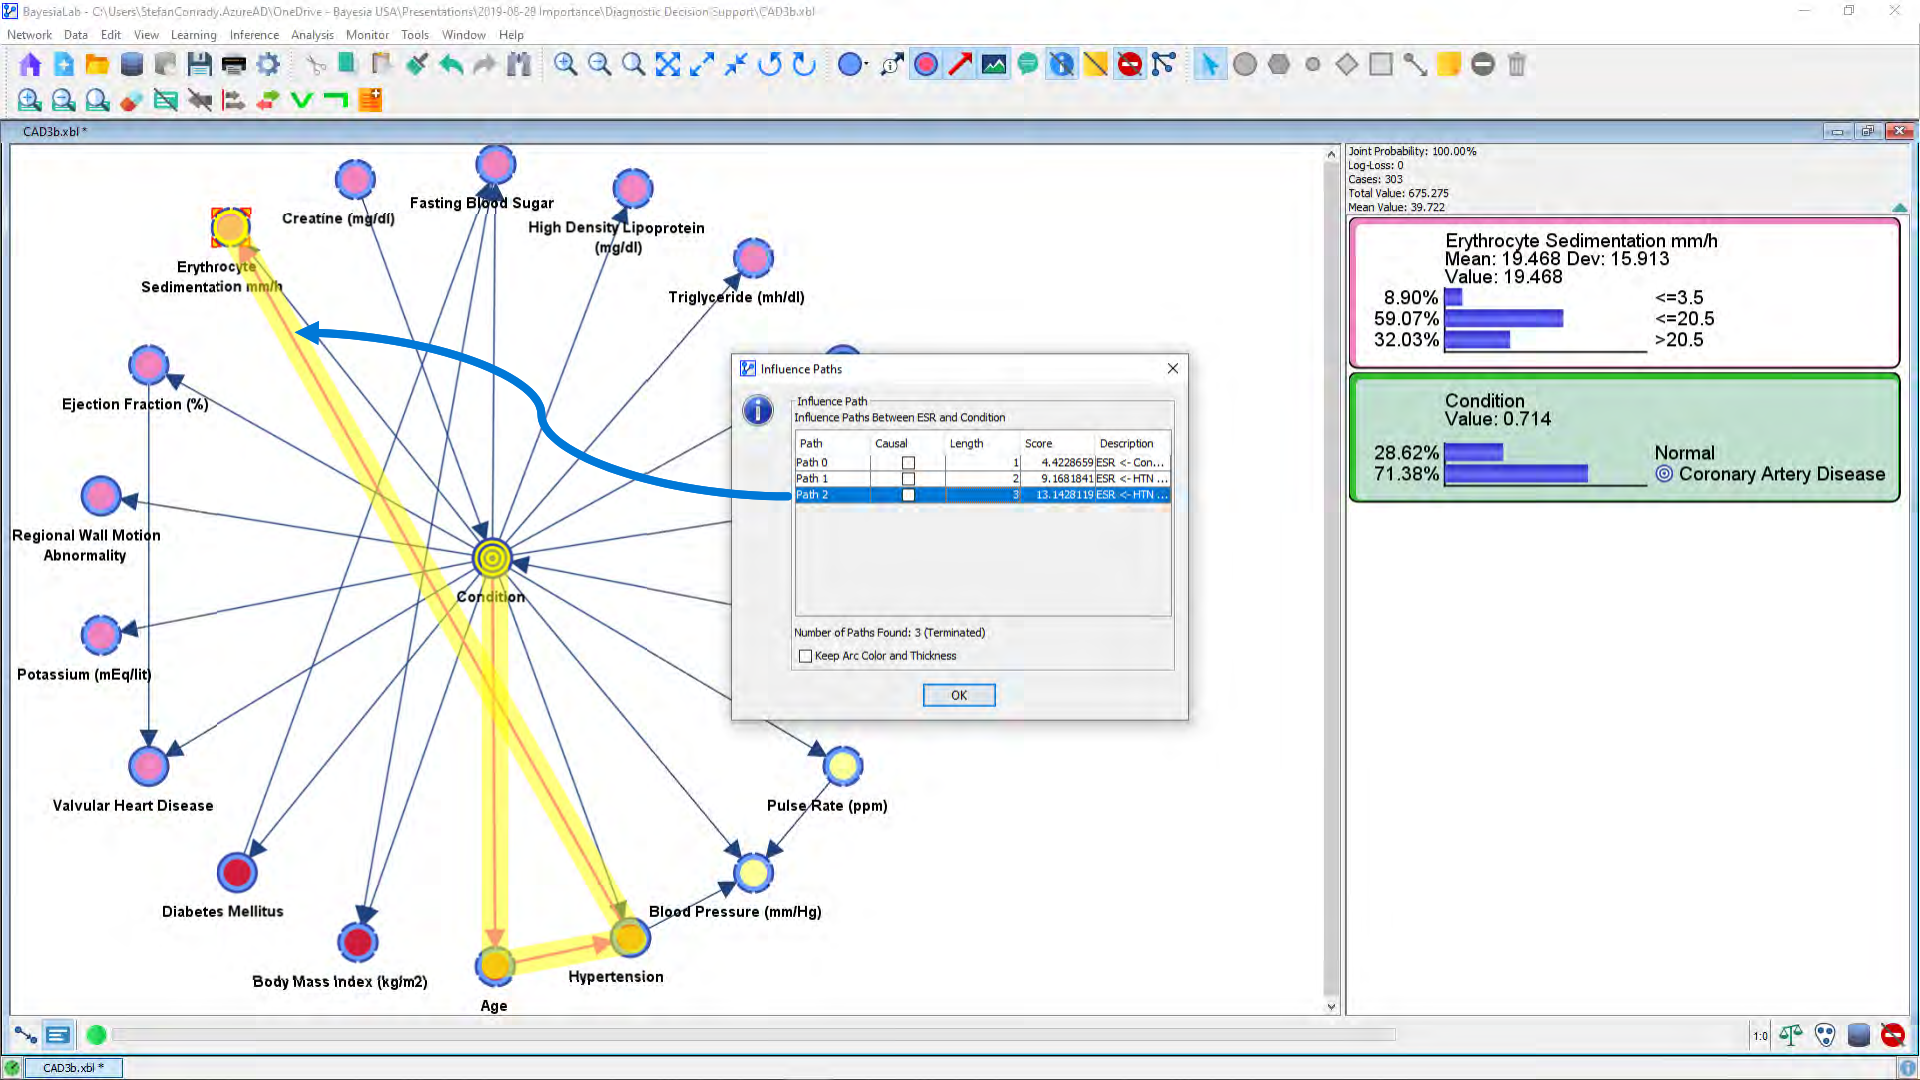 BayesiaLab - C:\Users\StefanConrady.AzureAD\OneDrive - Bayesia USA\Presentations\2019-08-29 Importance\Diagnostic Decision Support\CAD3b.xbl
Network Data Edit View Learning Inference Analysis Monitor Tools Window Help
CAD3b.xbl *
Creatine (mg/dl)
Fasting Blood Sugar
High Density Lipoprotein
(mg/dl)
Erythrocyte
Sedimentation mm/h
Triglyceride (mh/dl)
Ejection Fraction (%)
Regional Wall Motion
Abnormality
Condition
Potassium (mEq/lit)
Valvular Heart Disease
Pulse Rate (ppm)
Diabetes Mellitus
Blood Pressure (mm/Hg)
Body Mass Index (kg/m2)
Hypertension
Age
Influence Paths
Influence Path
Influence Paths Between ESR and Condition
Path Causal Length Score Description
Path 0 1 4.4228659 ESR <- Con...
Path 1 2 9.1681841 ESR <- HTN ...
Path 2 3 13.1428119 ESR <- HTN ...
Number of Paths Found: 3 (Terminated)
Keep Arc Color and Thickness
OK
Joint Probability: 100.00%
Log-Loss: 0
Cases: 303
Total Value: 675.275
Mean Value: 39.722
Erythrocyte Sedimentation mm/h
Mean: 19.468 Dev: 15.913
Value: 19.468
8.90% <=3.5
59.07% <=20.5
32.03% >20.5
Condition
Value: 0.714
28.62% Normal
71.38% Coronary Artery Disease
1:0
CAD3b.xbl *